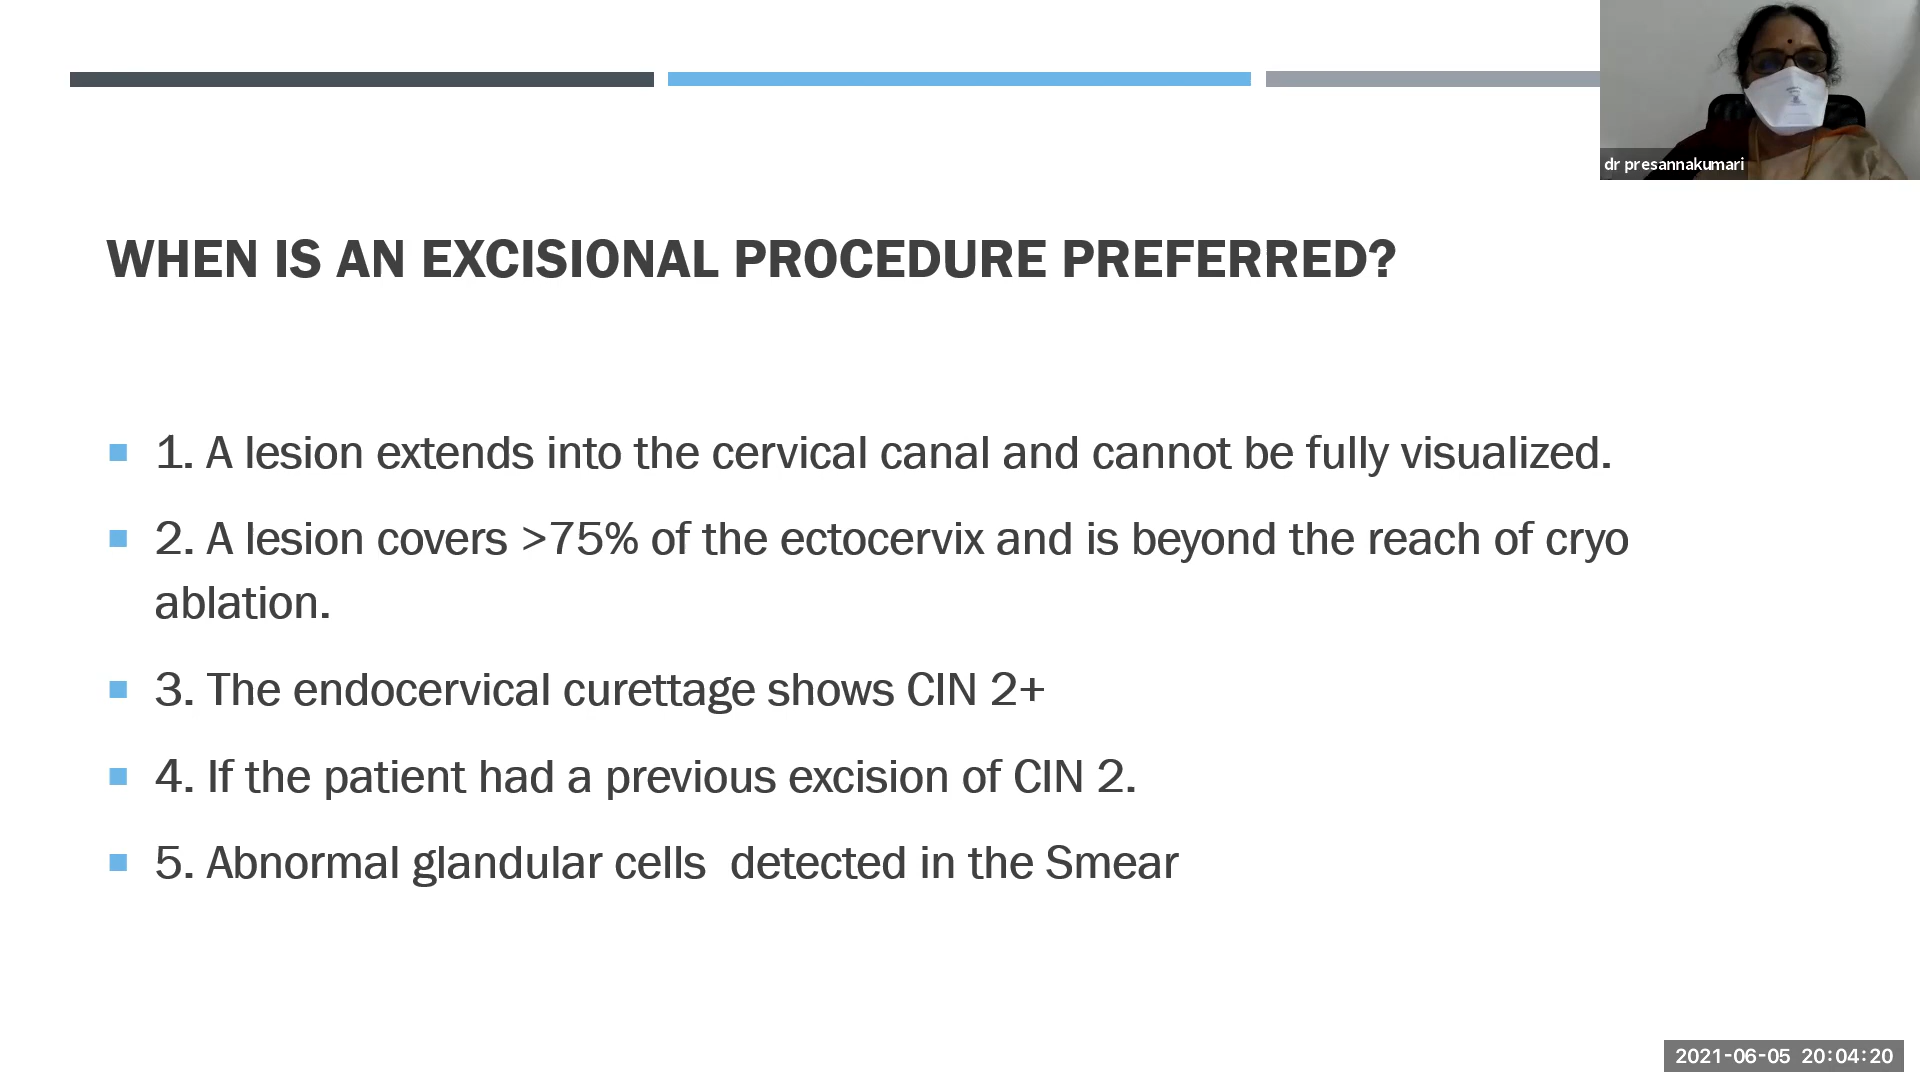 dr presannakumari
WHEN IS AN EXCISIONAL PROCEDURE PREFERRED?
1. A lesion extends into the cervical canal and cannot be fully visualized.
2. A lesion covers >75% of the ectocervix and is beyond the reach of cryo
ablation.
3. The endocervical curettage shows CIN 2+
4. If the patient had a previous excision of CIN 2.
5. Abnormal glandular cells  detected in the Smear
2021-06-05 20:04:20